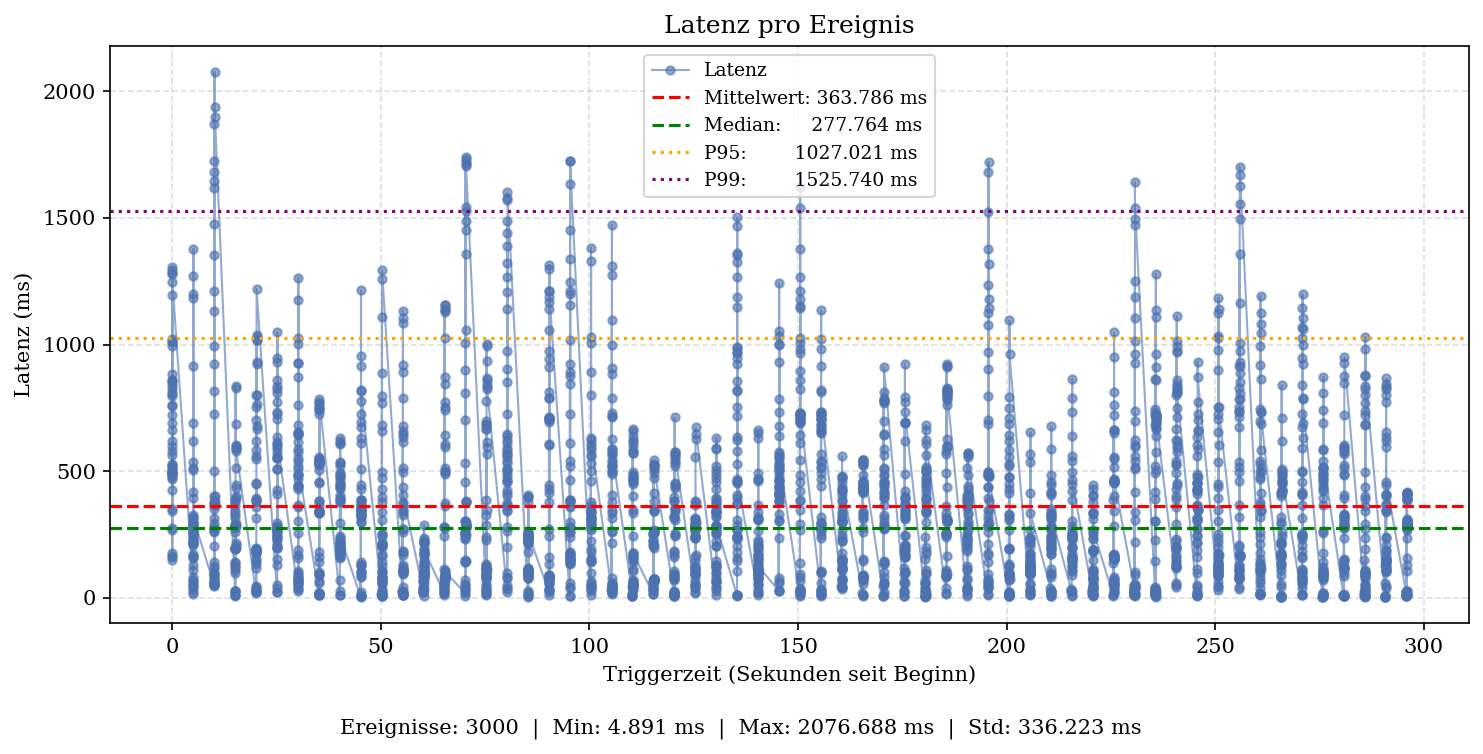 Latenz pro Ereignis
Latenz
Mittelwert: 363.786 ms
Median: 277.764 ms
P95: 1027.021 ms
P99: 1525.740 ms
Latenz (ms)
2000
1500
1000
500
0
0 50 100 150 200 250 300
Triggerzeit (Sekunden seit Beginn)
Ereignisse: 3000 | Min: 4.891 ms | Max: 2076.688 ms | Std: 336.223 ms